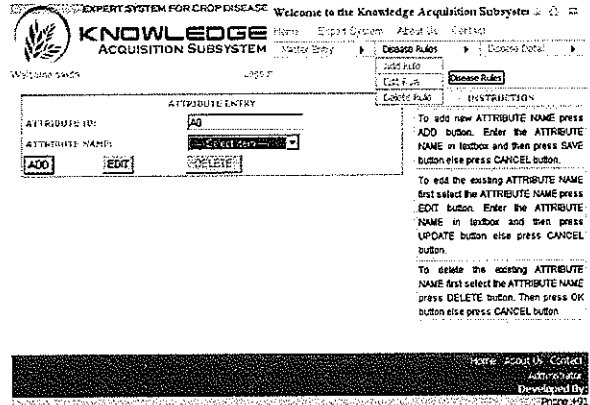 EXPERT SYSTEM FOR CROP DISEASE
Welcome to the Knowledge Acquisition Subsyster
KNOWLEDGE
ACQUISITION SUBSYSTEM
Home Expert System About Us Contact
Master Entry Disease Rules Disease Detail
Add Rule
Edit Rule
Delete Rule
Disease Rules
Welcome
ATTRIBUTE ENTRY
ATTRIBUTE ID:
ATTRIBUTE NAME: --- Select Item ---
ADD EDIT DELETE
INSTRUCTION
To add new ATTRIBUTE NAME press
ADD button. Enter the ATTRIBUTE
NAME in textbox and then press SAVE
button else press CANCEL button.
To edit the existing ATTRIBUTE NAME
first select the ATTRIBUTE NAME press
EDIT button. Enter the ATTRIBUTE
NAME in textbox and then press
UPDATE button else press CANCEL
button.
To delete the existing ATTRIBUTE
NAME first select the ATTRIBUTE NAME
press DELETE button. Then press OK
button else press CANCEL button
Home About Us Contact
Administrator
Developed By:
Phone:+91